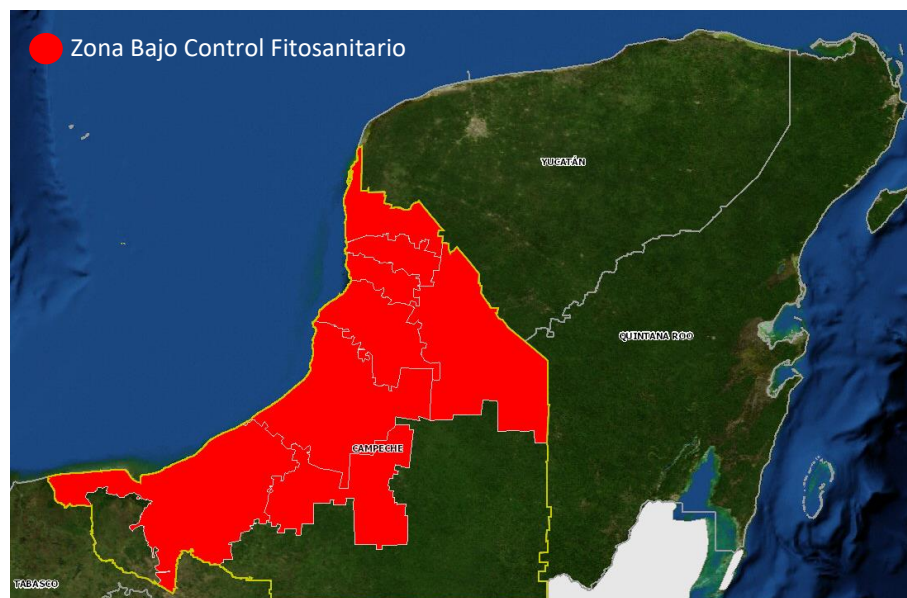 Zona Bajo Control Fitosanitario
YUCATÁN
QUINTANA ROO
CAMPECHE
TABASCO